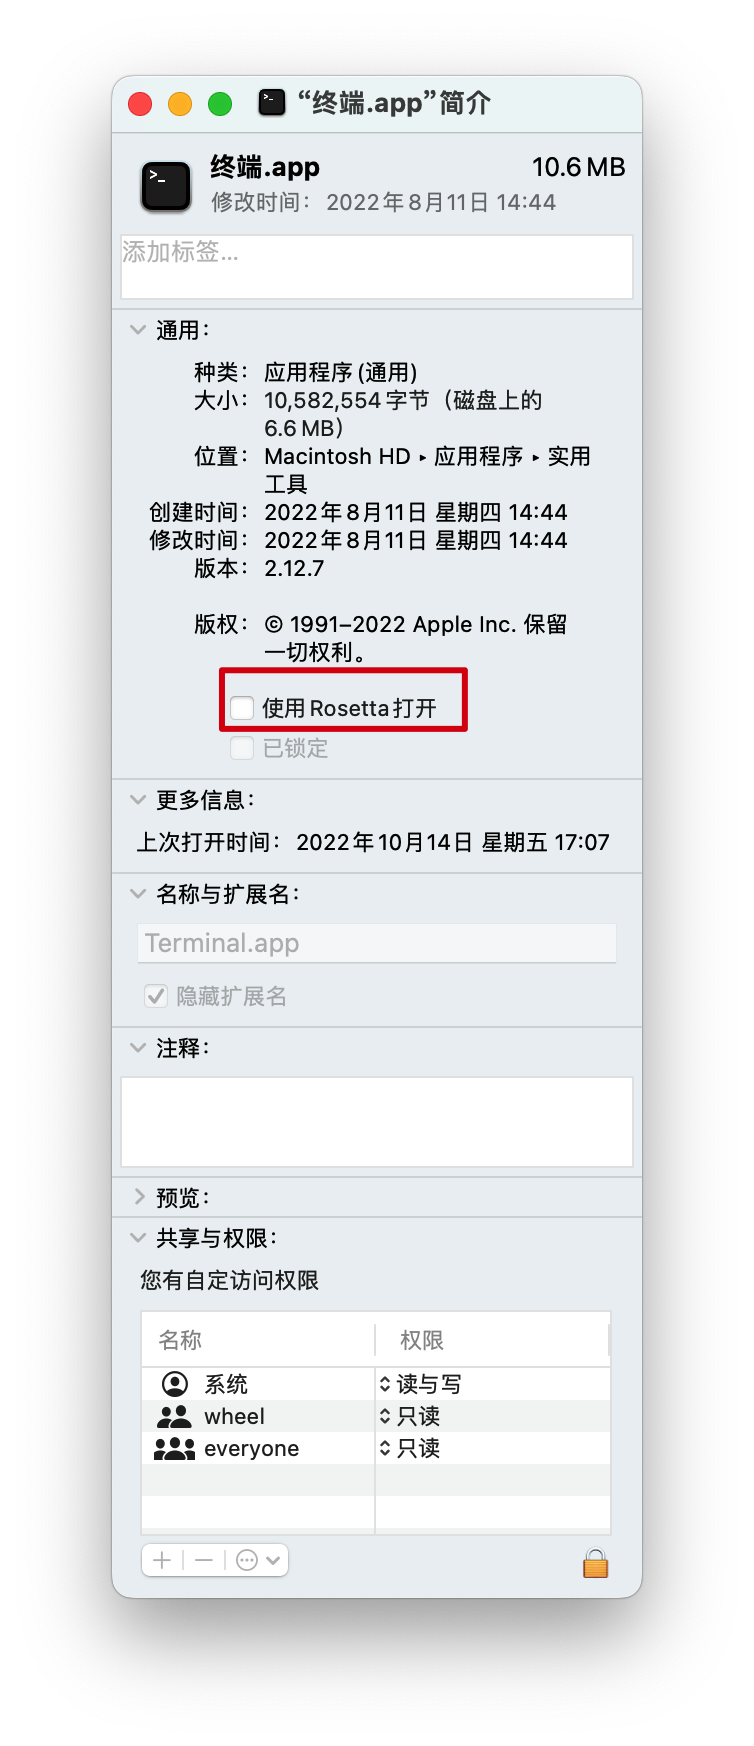 “终端.app”简介
终端.app 10.6 MB
修改时间： 2022年8月11日 14:44
添加标签...
通用：
种类： 应用程序 (通用)
大小： 10,582,554 字节（磁盘上的
6.6 MB）
位置： Macintosh HD ▸ 应用程序 ▸ 实用
工具
创建时间： 2022年8月11日 星期四 14:44
修改时间： 2022年8月11日 星期四 14:44
版本： 2.12.7
版权： © 1991–2022 Apple Inc. 保留
一切权利。
使用 Rosetta 打开
已锁定
更多信息：
上次打开时间： 2022年10月14日 星期五 17:07
名称与扩展名：
Terminal.app
隐藏扩展名
注释：
预览：
共享与权限：
您有自定访问权限
名称 权限
系统 读与写
wheel 只读
everyone 只读